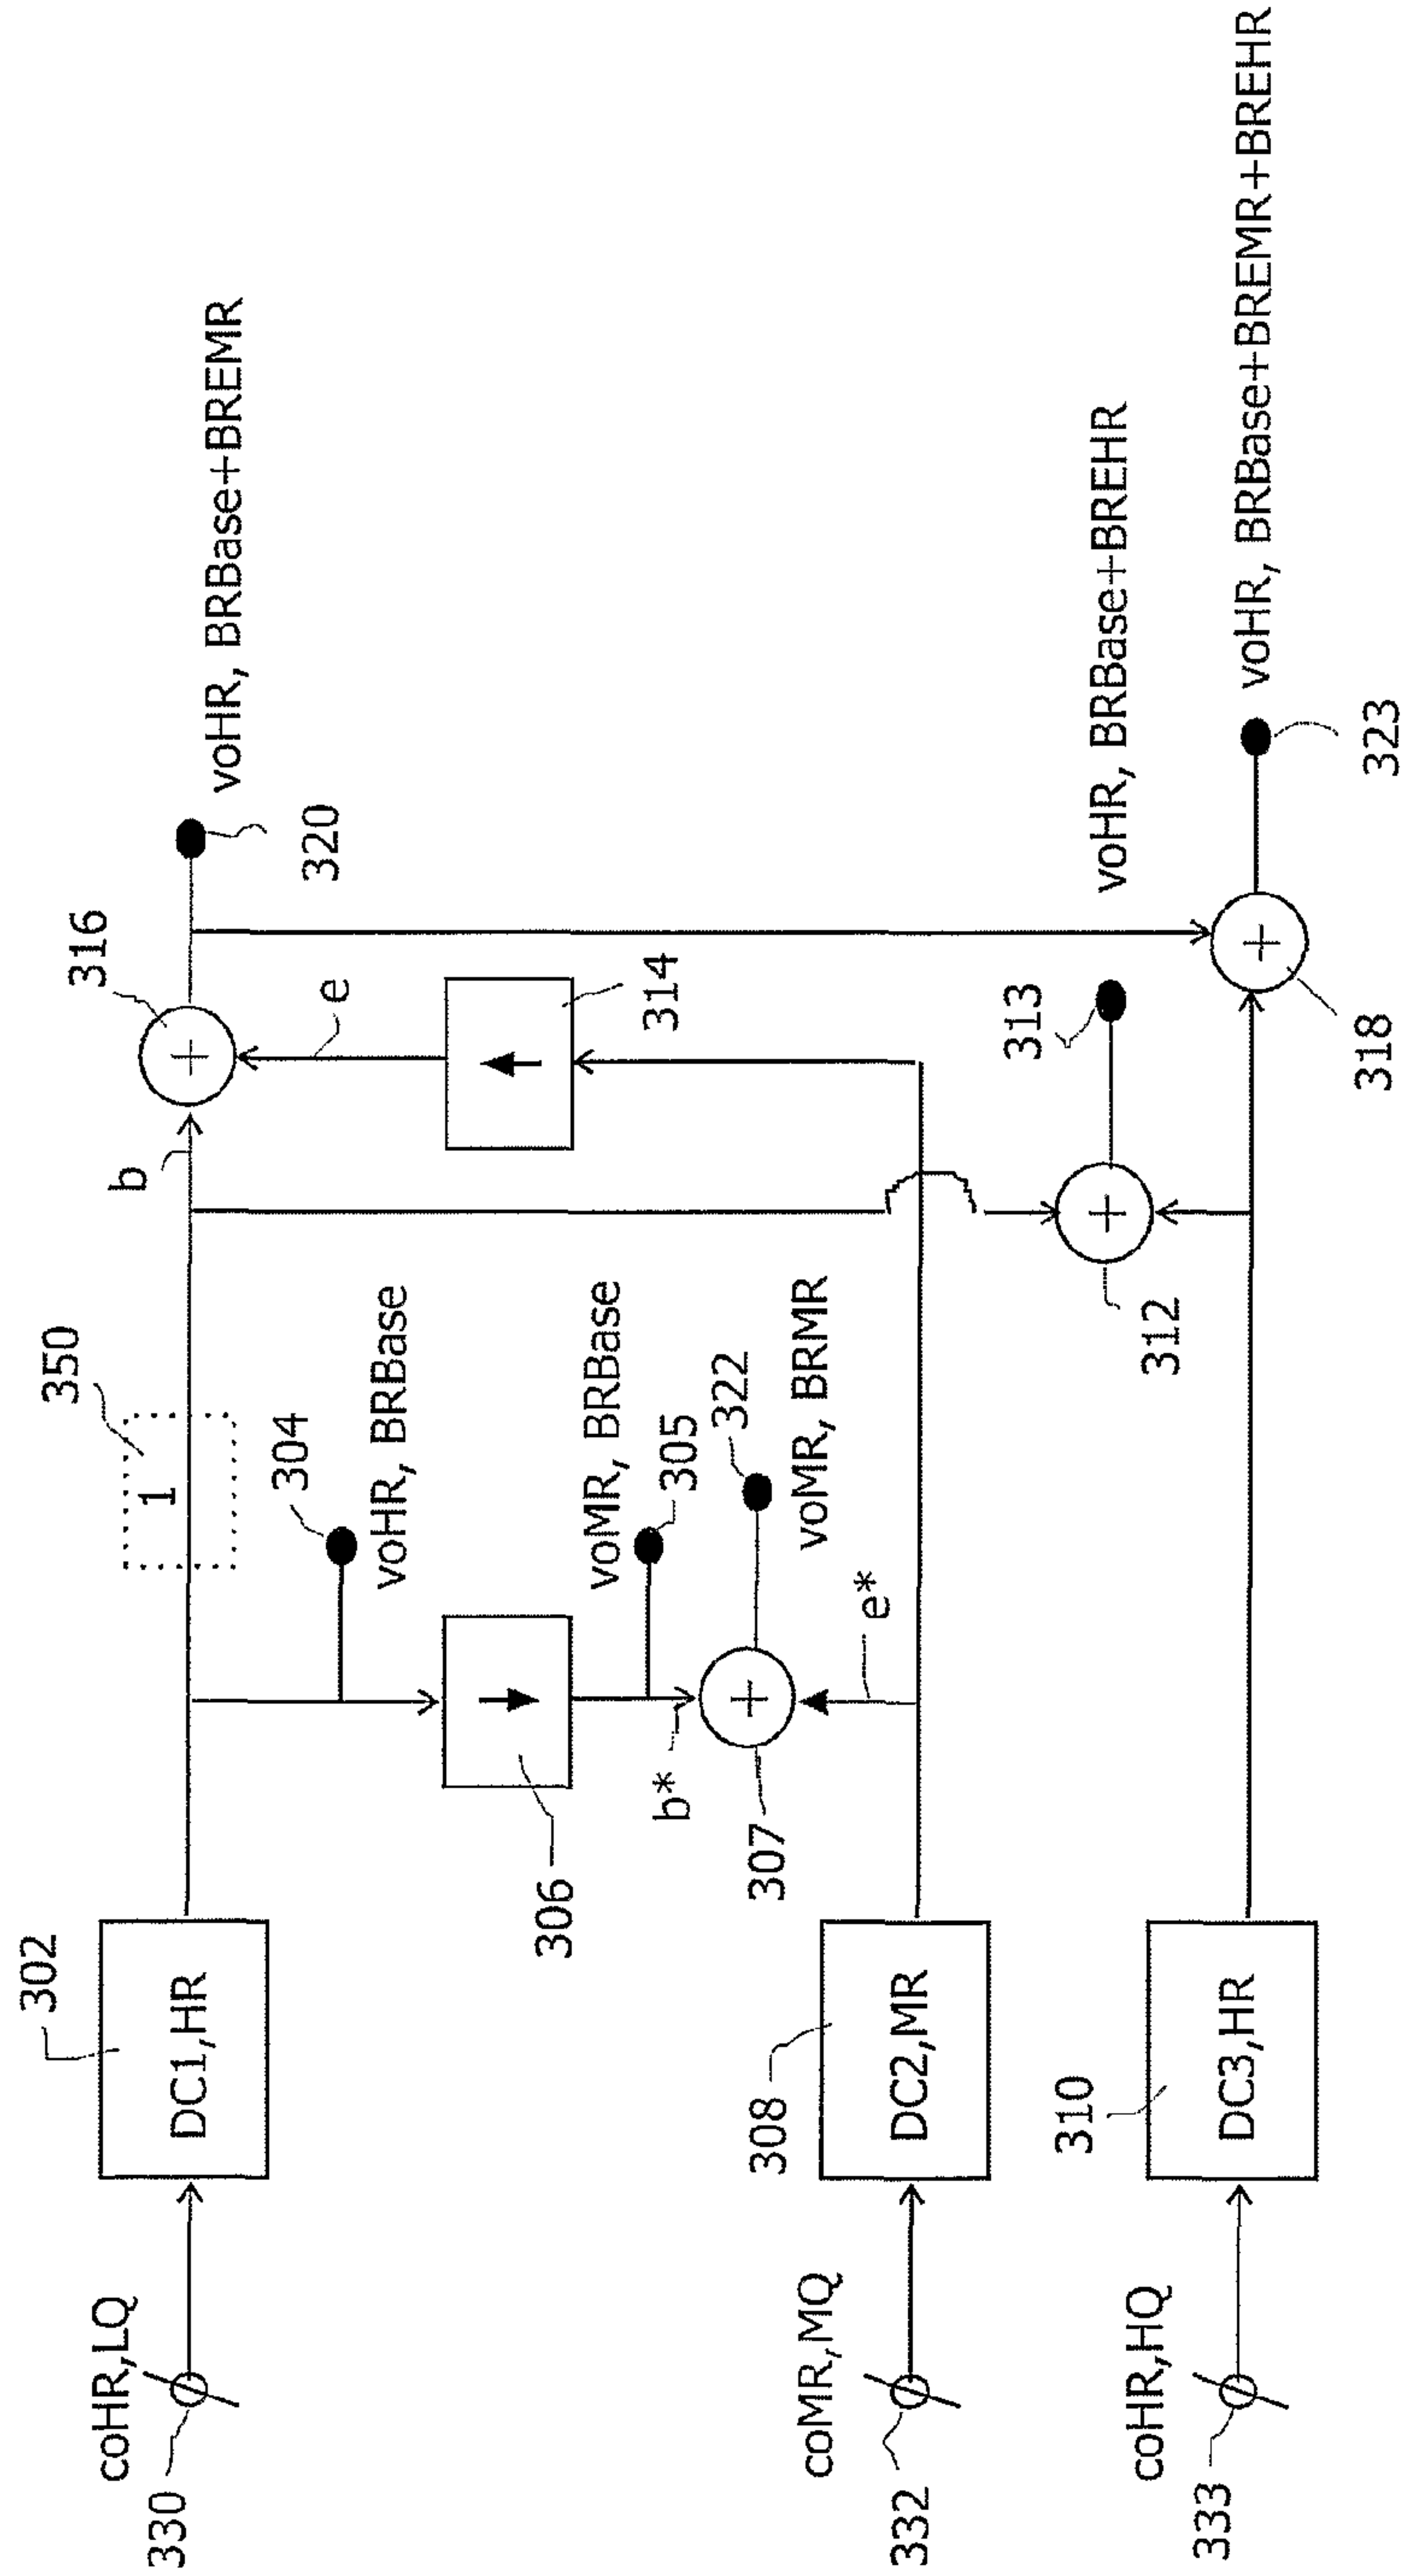 330
coHR,LQ
302
DC1,HR
350
1
304
voHR, BRBase
b
316
+
320
voHR, BRBase+BREMR
306
voMR, BRBase
305
b*
307
+
322
voMR, BRMR
e*
e
314
332
coMR,MQ
308
DC2,MR
312
+
313
voHR, BRBase+BREHR
333
coHR,HQ
310
DC3,HR
318
+
323
voHR, BRBase+BREMR+BREHR